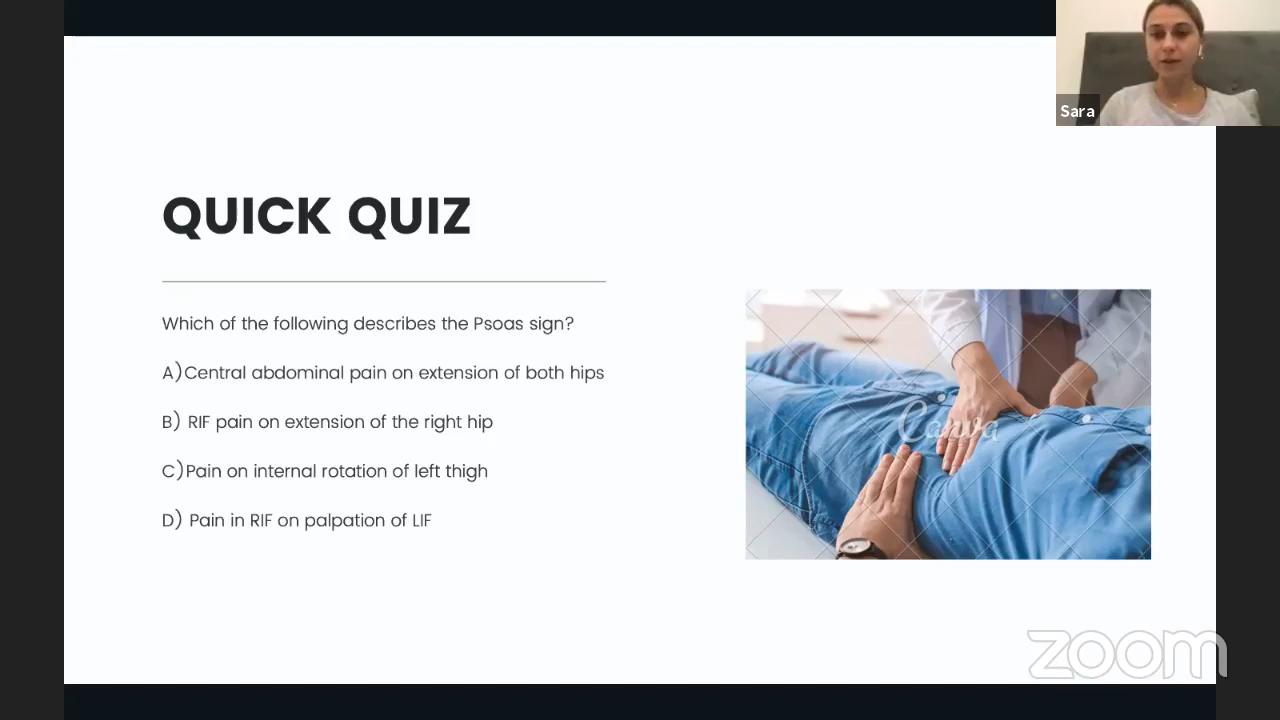 Sara
QUICK QUIZ
Which of the following describes the Psoas sign?
A)Central abdominal pain on extension of both hips
B) RIF pain on extension of the right hip
C)Pain on internal rotation of left thigh
D) Pain in RIF on palpation of LIF
Canva
zoom